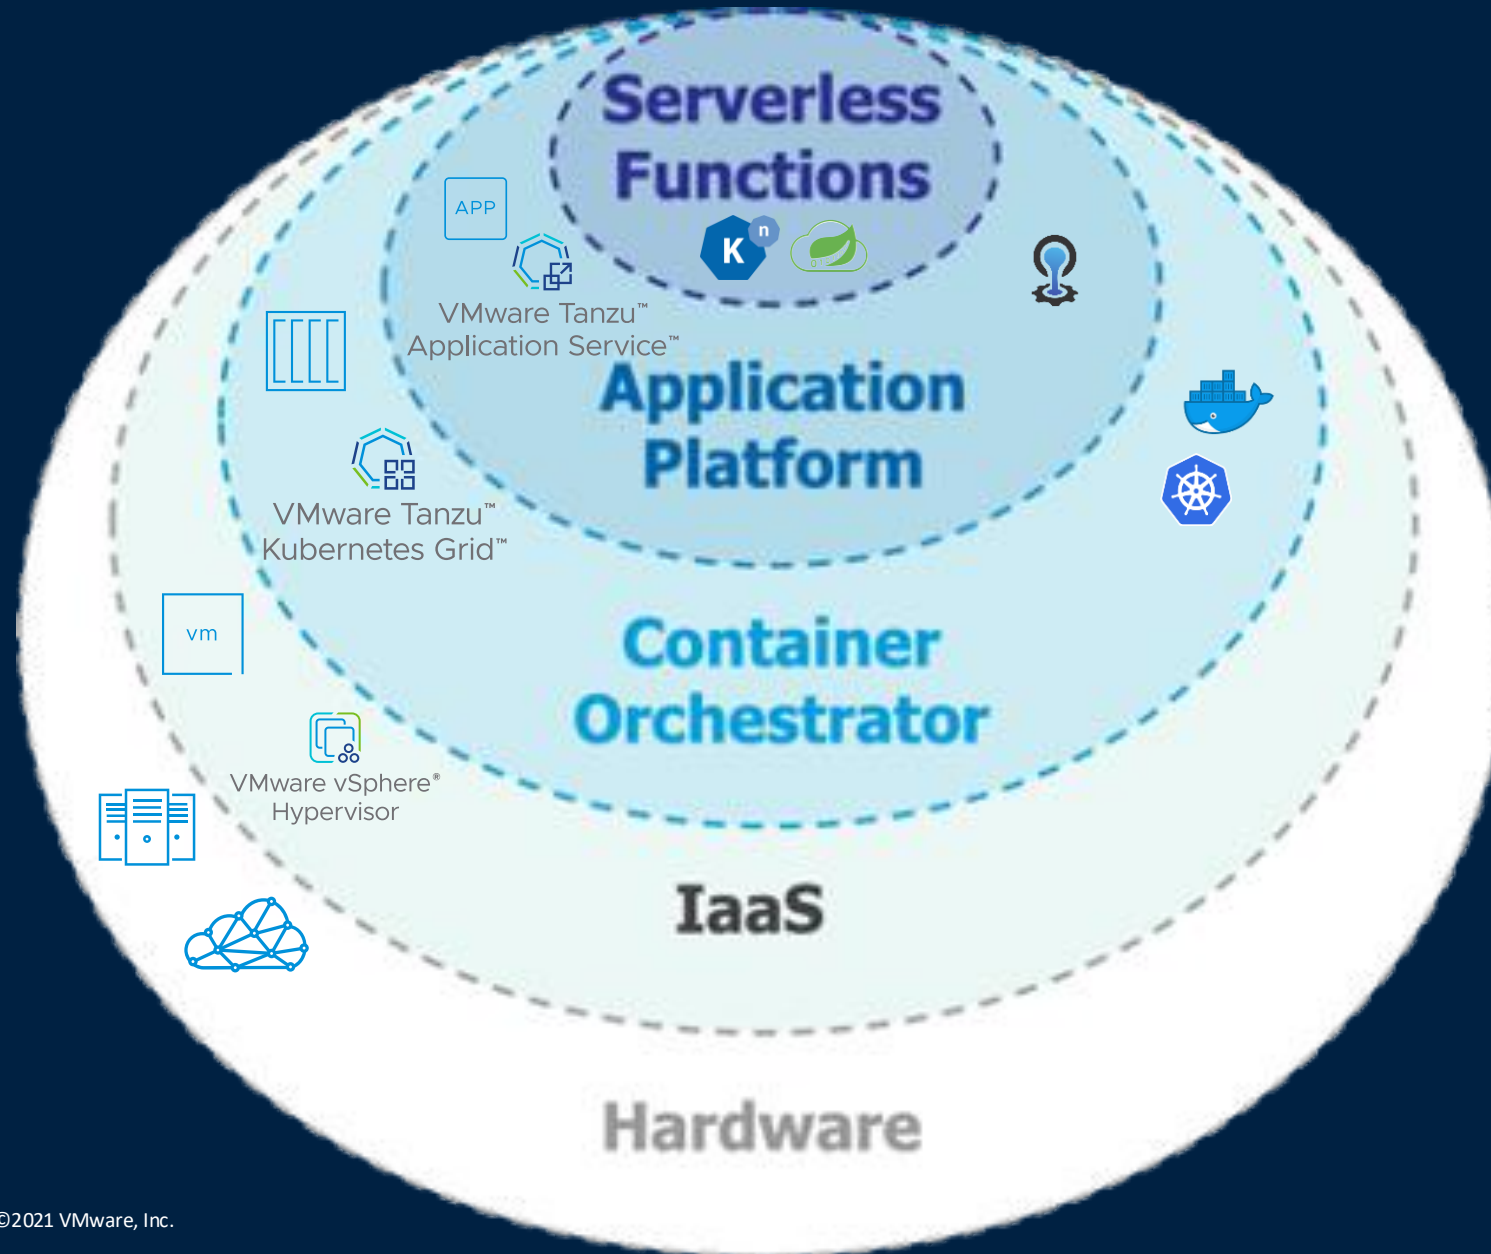 Serverless
Functions
APP
K
n
VMware Tanzu™
Application Service™
Application
Platform
VMware Tanzu™
Kubernetes Grid™
Container
Orchestrator
vm
VMware vSphere®
Hypervisor
IaaS
Hardware
©2021 VMware, Inc.